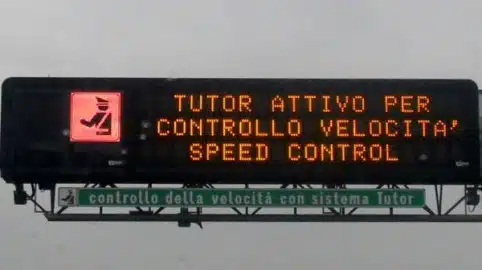 TUTOR ATTIVO PER
CONTROLLO VELOCITA'
SPEED CONTROL
controllo della velocità con sistema Tutor